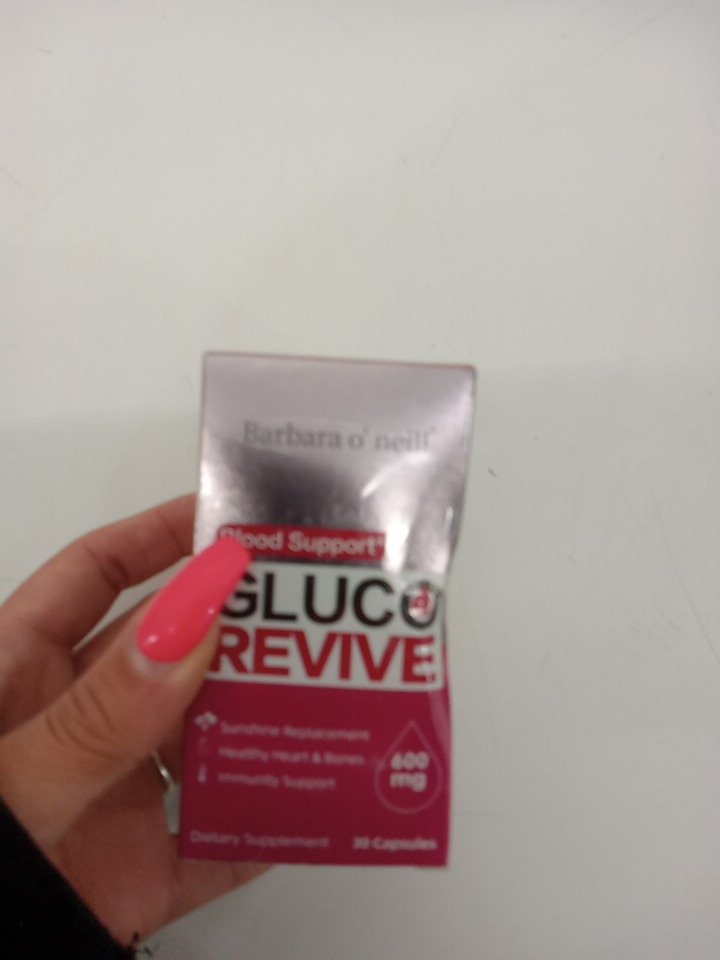 Barbara o' neill'
Blood Support
GLUCO
REVIVE
Sunshine Replacement
Healthy Heart & Bones
Immunity Support
600
mg
Dietary Supplement
30 Capsules